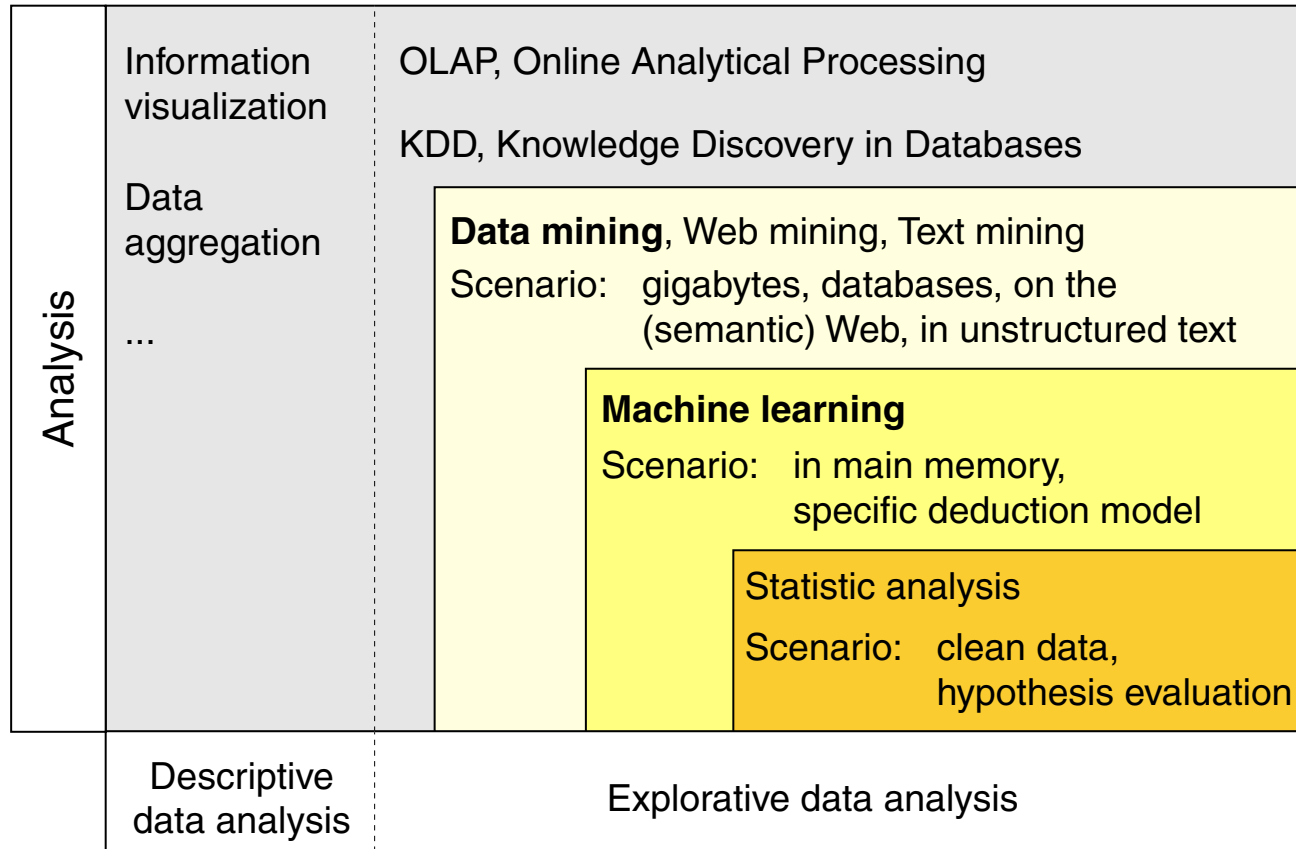 Analysis
Information
visualization
Data
aggregation
...
OLAP, Online Analytical Processing
KDD, Knowledge Discovery in Databases
Data mining, Web mining, Text mining
Scenario: gigabytes, databases, on the
(semantic) Web, in unstructured text
Machine learning
Scenario: in main memory,
specific deduction model
Statistic analysis
Scenario: clean data,
hypothesis evaluation
Descriptive
data analysis
Explorative data analysis